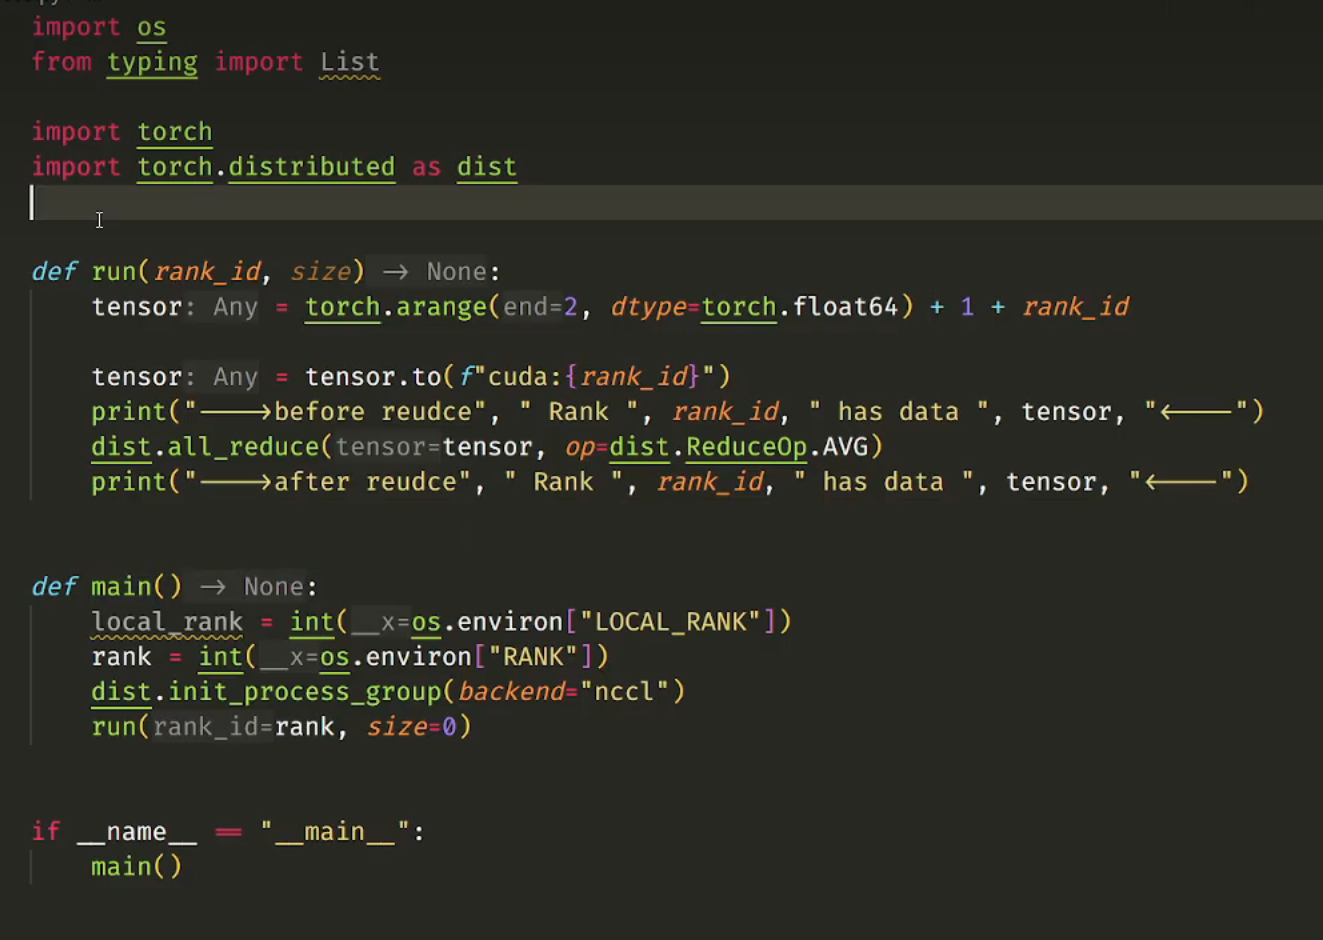 import os
from typing import List
import torch
import torch.distributed as dist
def run(rank_id, size) -> None:
tensor: Any = torch.arange(end=2, dtype=torch.float64) + 1 + rank_id
tensor: Any = tensor.to(f"cuda:{rank_id}")
print("---->before reudce", " Rank ", rank_id, " has data ", tensor, "<----")
dist.all_reduce(tensor=tensor, op=dist.ReduceOp.AVG)
print("---->after reudce", " Rank ", rank_id, " has data ", tensor, "<----")
def main() -> None:
local_rank = int(__x=os.environ["LOCAL_RANK"])
rank = int(__x=os.environ["RANK"])
dist.init_process_group(backend="nccl")
run(rank_id=rank, size=0)
if __name__ == "__main__":
main()